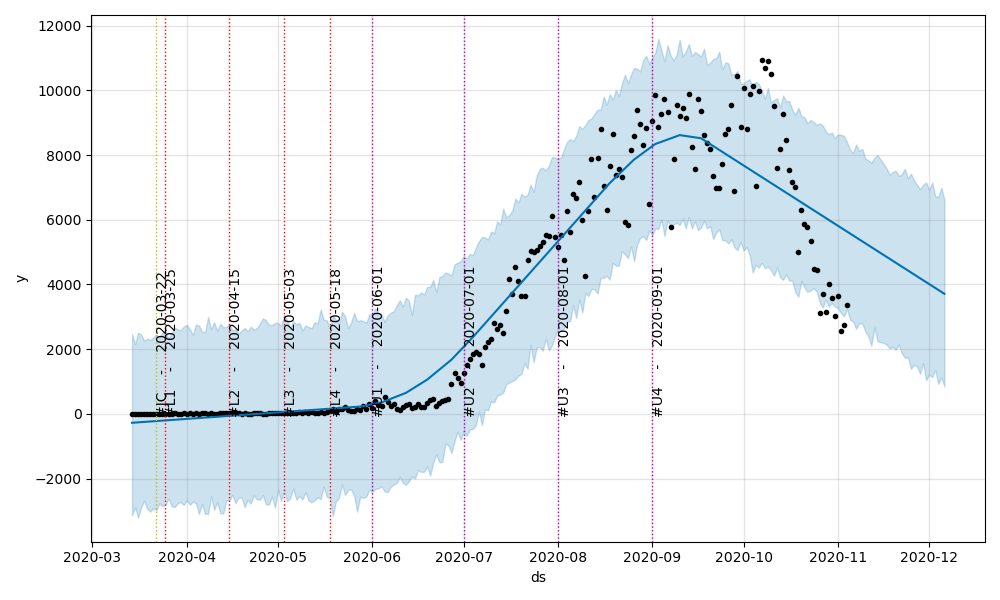 12000
10000
8000
6000
4000
2000
0
−2000
y
#JC - 2020-03-22
#L1 - 2020-03-25
#L2 - 2020-04-15
#L3 - 2020-05-03
#L4 - 2020-05-18
#U1 - 2020-06-01
#U2 - 2020-07-01
#U3 - 2020-08-01
#U4 - 2020-09-01
2020-03 2020-04 2020-05 2020-06 2020-07 2020-08 2020-09 2020-10 2020-11 2020-12
ds